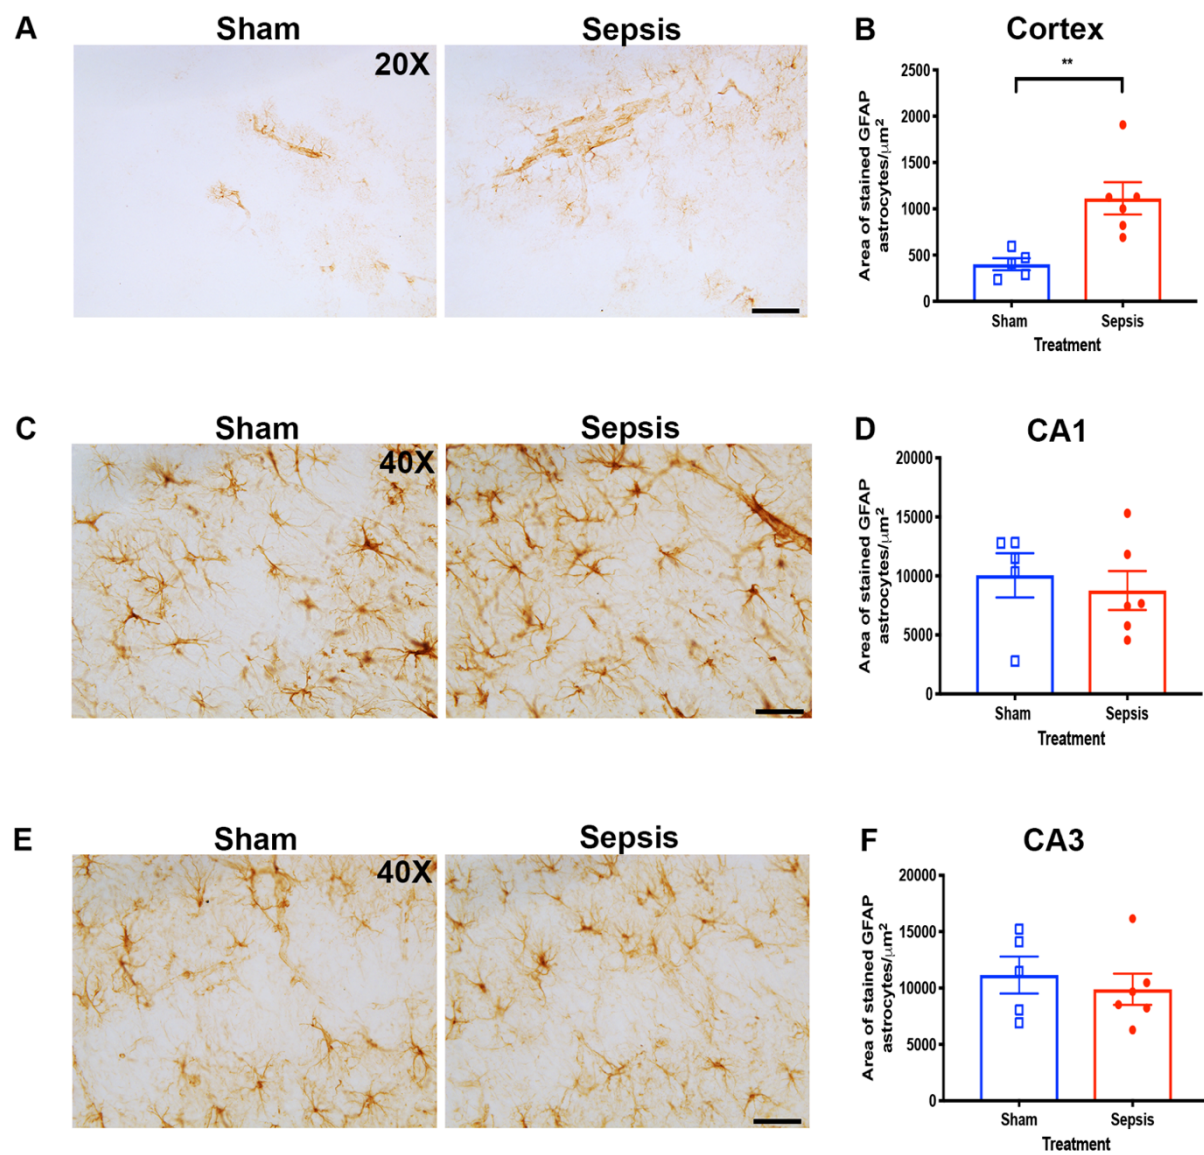 A
Sham
Sepsis
20X
B
Cortex
**
2500
2000
1500
1000
500
0
Area of stained GFAP
astrocytes/μm²
Sham
Sepsis
Treatment
C
Sham
Sepsis
40X
D
CA1
20000
15000
10000
5000
0
Area of stained GFAP
astrocytes/μm²
Sham
Sepsis
Treatment
E
Sham
Sepsis
40X
F
CA3
20000
15000
10000
5000
0
Area of stained GFAP
astrocytes/μm²
Sham
Sepsis
Treatment